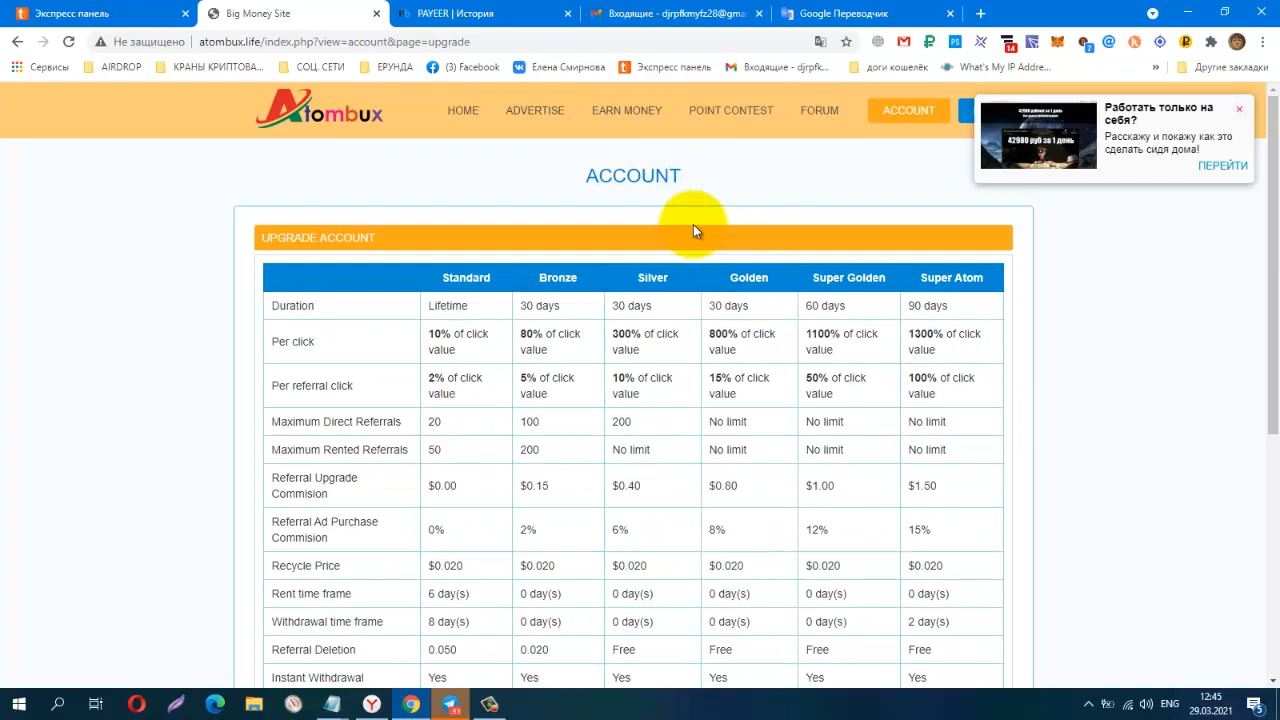 Экспресс панель
Big Money Site
PAYEER | История
Входящие - djrpfkmyfz28@gma
Google Переводчик
Не защищено
atombux.life/index.php?view=account&page=upgrade
14
7
Сервисы
AIRDROP
КРАНЫ КРИПТОВА...
СОЦ. СЕТИ
ЕРУНДА
(3) Facebook
Елена Смирнова
Экспресс панель
Входящие - djrpfk...
доги кошелёк
What's My IP Addre...
»
Другие закладки
Atombux
HOME
ADVERTISE
EARN MONEY
POINT CONTEST
FORUM
ACCOUNT
Работать только на
себя?
Расскажу и покажу как это
сделать сидя дома!
ПЕРЕЙТИ
42980 руб за 1 день
ACCOUNT
UPGRADE ACCOUNT
Standard Bronze Silver Golden Super Golden Super Atom
Duration Lifetime 30 days 30 days 30 days 60 days 90 days
Per click 10% of click value 80% of click value 300% of click value 800% of click value 1100% of click value 1300% of click value
Per referral click 2% of click value 5% of click value 10% of click value 15% of click value 50% of click value 100% of click value
Maximum Direct Referrals 20 100 200 No limit No limit No limit
Maximum Rented Referrals 50 200 No limit No limit No limit No limit
Referral Upgrade Commision $0.00 $0.15 $0.40 $0.80 $1.00 $1.50
Referral Ad Purchase Commision 0% 2% 6% 8% 12% 15%
Recycle Price $0.020 $0.020 $0.020 $0.020 $0.020 $0.020
Rent time frame 6 day(s) 0 day(s) 0 day(s) 0 day(s) 0 day(s) 0 day(s)
Withdrawal time frame 8 day(s) 0 day(s) 0 day(s) 0 day(s) 0 day(s) 2 day(s)
Referral Deletion 0.050 0.020 Free Free Free Free
Instant Withdrawal Yes Yes Yes Yes Yes Yes
ENG
12:45
29.03.2021